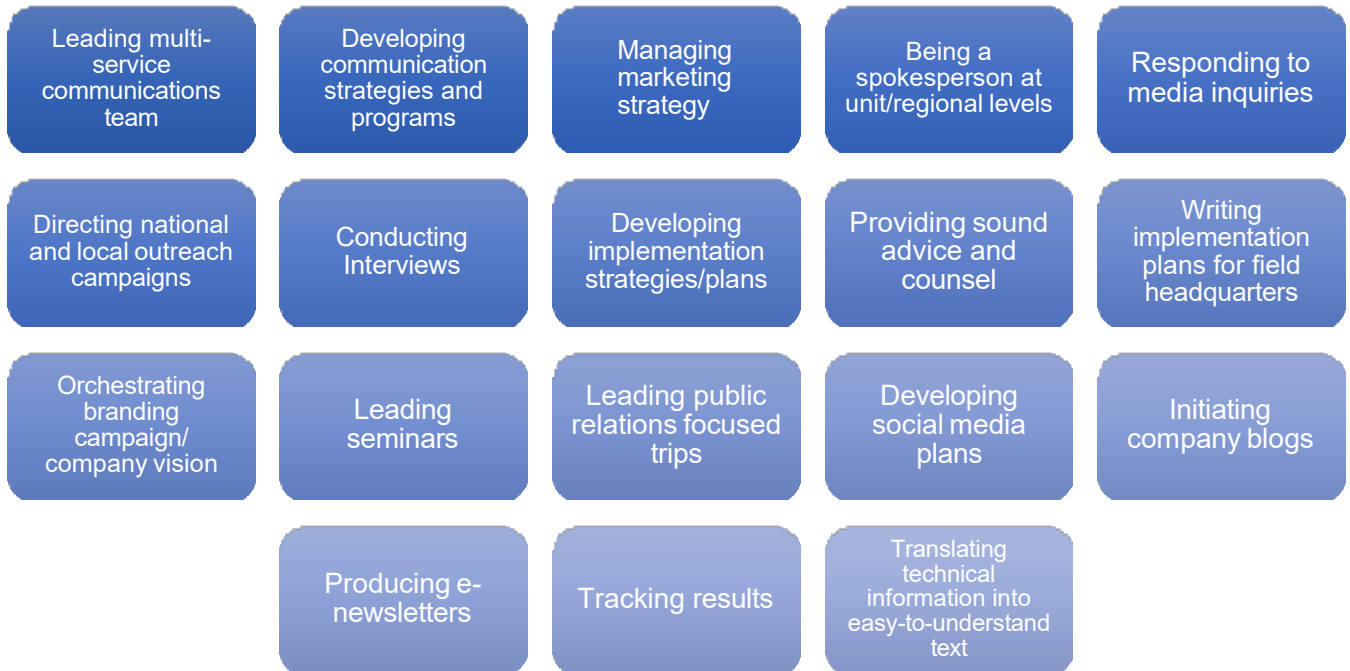 Leading multi-
service
communications
team
Developing
communication
strategies and
programs
Managing
marketing
strategy
Being a
spokesperson at
unit/regional levels
Responding to
media inquiries
Directing national
and local outreach
campaigns
Conducting
Interviews
Developing
implementation
strategies/plans
Providing sound
advice and
counsel
Writing
implementation
plans for field
headquarters
Orchestrating
branding
campaign/
company vision
Leading
seminars
Leading public
relations focused
trips
Developing
social media
plans
Initiating
company blogs
Producing e-
newsletters
Tracking results
Translating
technical
information into
easy-to-understand
text